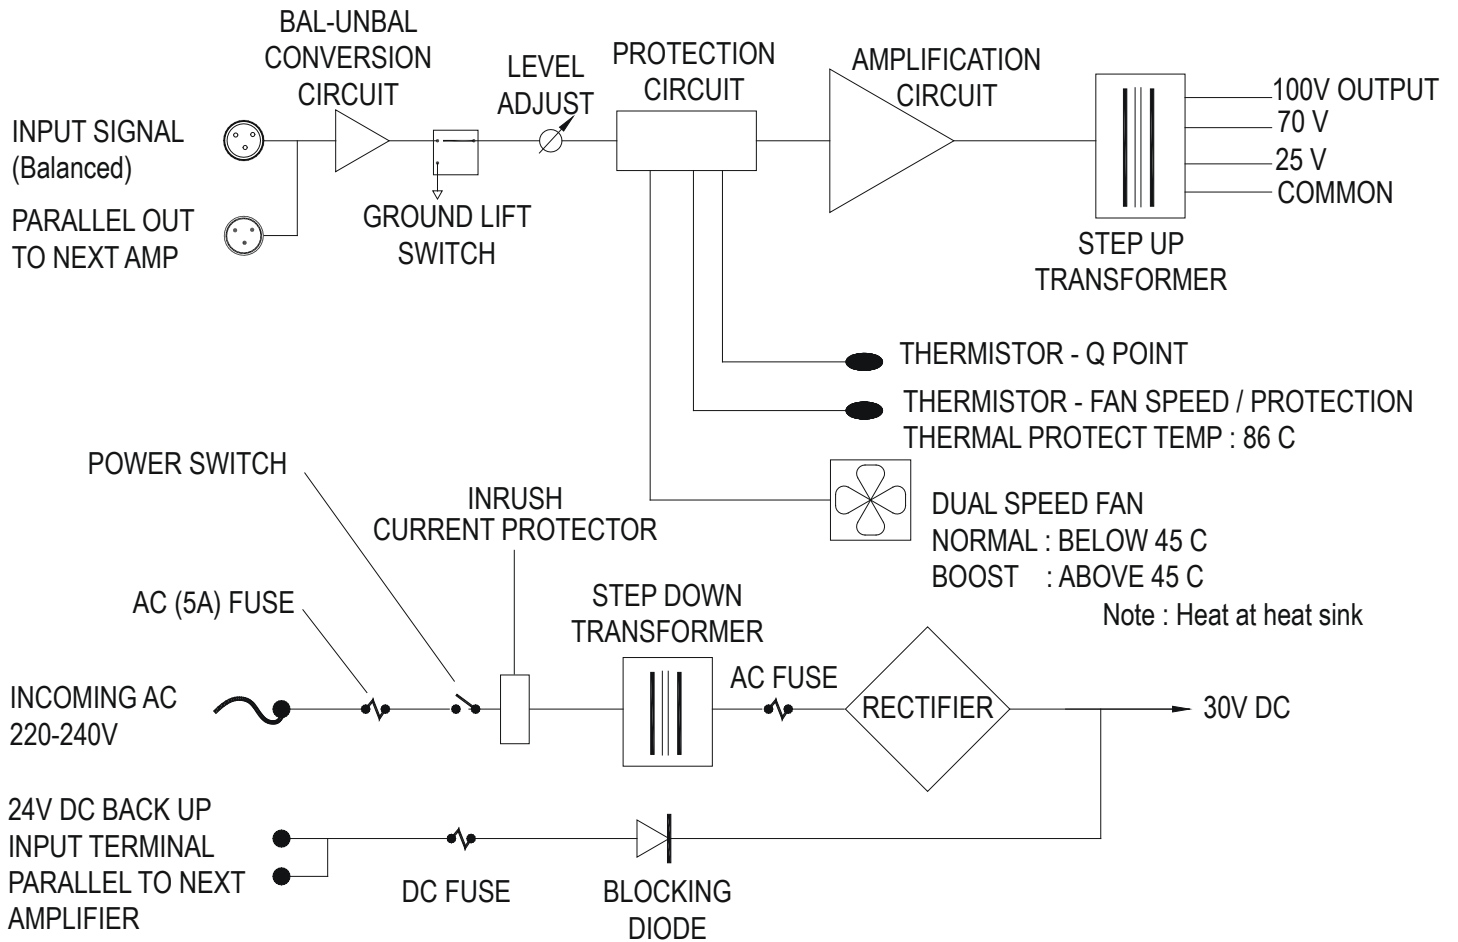 BAL-UNBAL
CONVERSION
CIRCUIT
LEVEL
ADJUST
PROTECTION
CIRCUIT
AMPLIFICATION
CIRCUIT
100V OUTPUT
70 V
25 V
COMMON
INPUT SIGNAL
(Balanced)
PARALLEL OUT
TO NEXT AMP
GROUND LIFT
SWITCH
STEP UP
TRANSFORMER
THERMISTOR - Q POINT
THERMISTOR - FAN SPEED / PROTECTION
THERMAL PROTECT TEMP : 86 C
DUAL SPEED FAN
NORMAL : BELOW 45 C
BOOST : ABOVE 45 C
Note : Heat at heat sink
POWER SWITCH
INRUSH
CURRENT PROTECTOR
AC (5A) FUSE
STEP DOWN
TRANSFORMER
AC FUSE
RECTIFIER
30V DC
INCOMING AC
220-240V
24V DC BACK UP
INPUT TERMINAL
PARALLEL TO NEXT
AMPLIFIER
DC FUSE
BLOCKING
DIODE